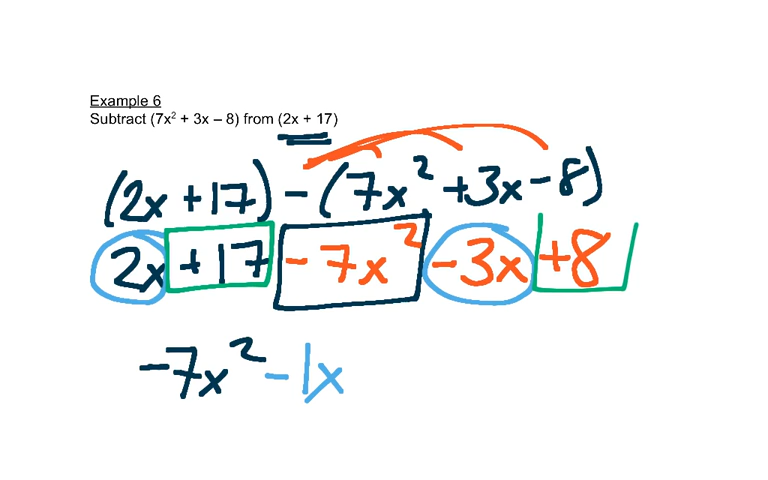 Example 6
Subtract (7x² + 3x – 8) from (2x + 17)
(2x + 17) - (7x² + 3x - 8)
2x + 17 - 7x² - 3x + 8
-7x² - 1x